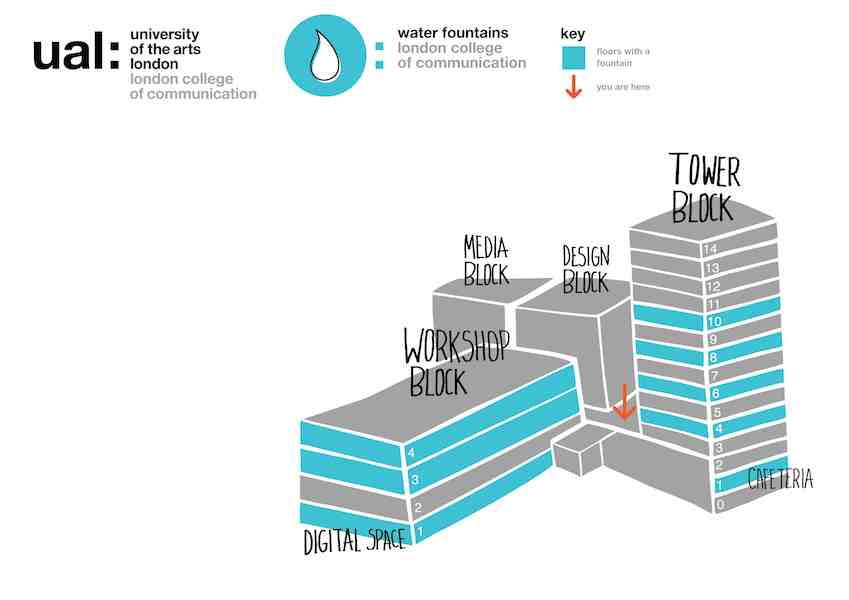 ual:
university
of the arts
london
london college
of communication
water fountains
london college
of communication
key
floors with a
fountain
you are here
TOWER
BLOCK
MEDIA
BLOCK
DESIGN
BLOCK
WORKSHOP
BLOCK
14
13
12
11
10
9
8
7
6
5
4
3
2
1
0
CAFETERIA
4
3
2
1
DIGITAL SPACE